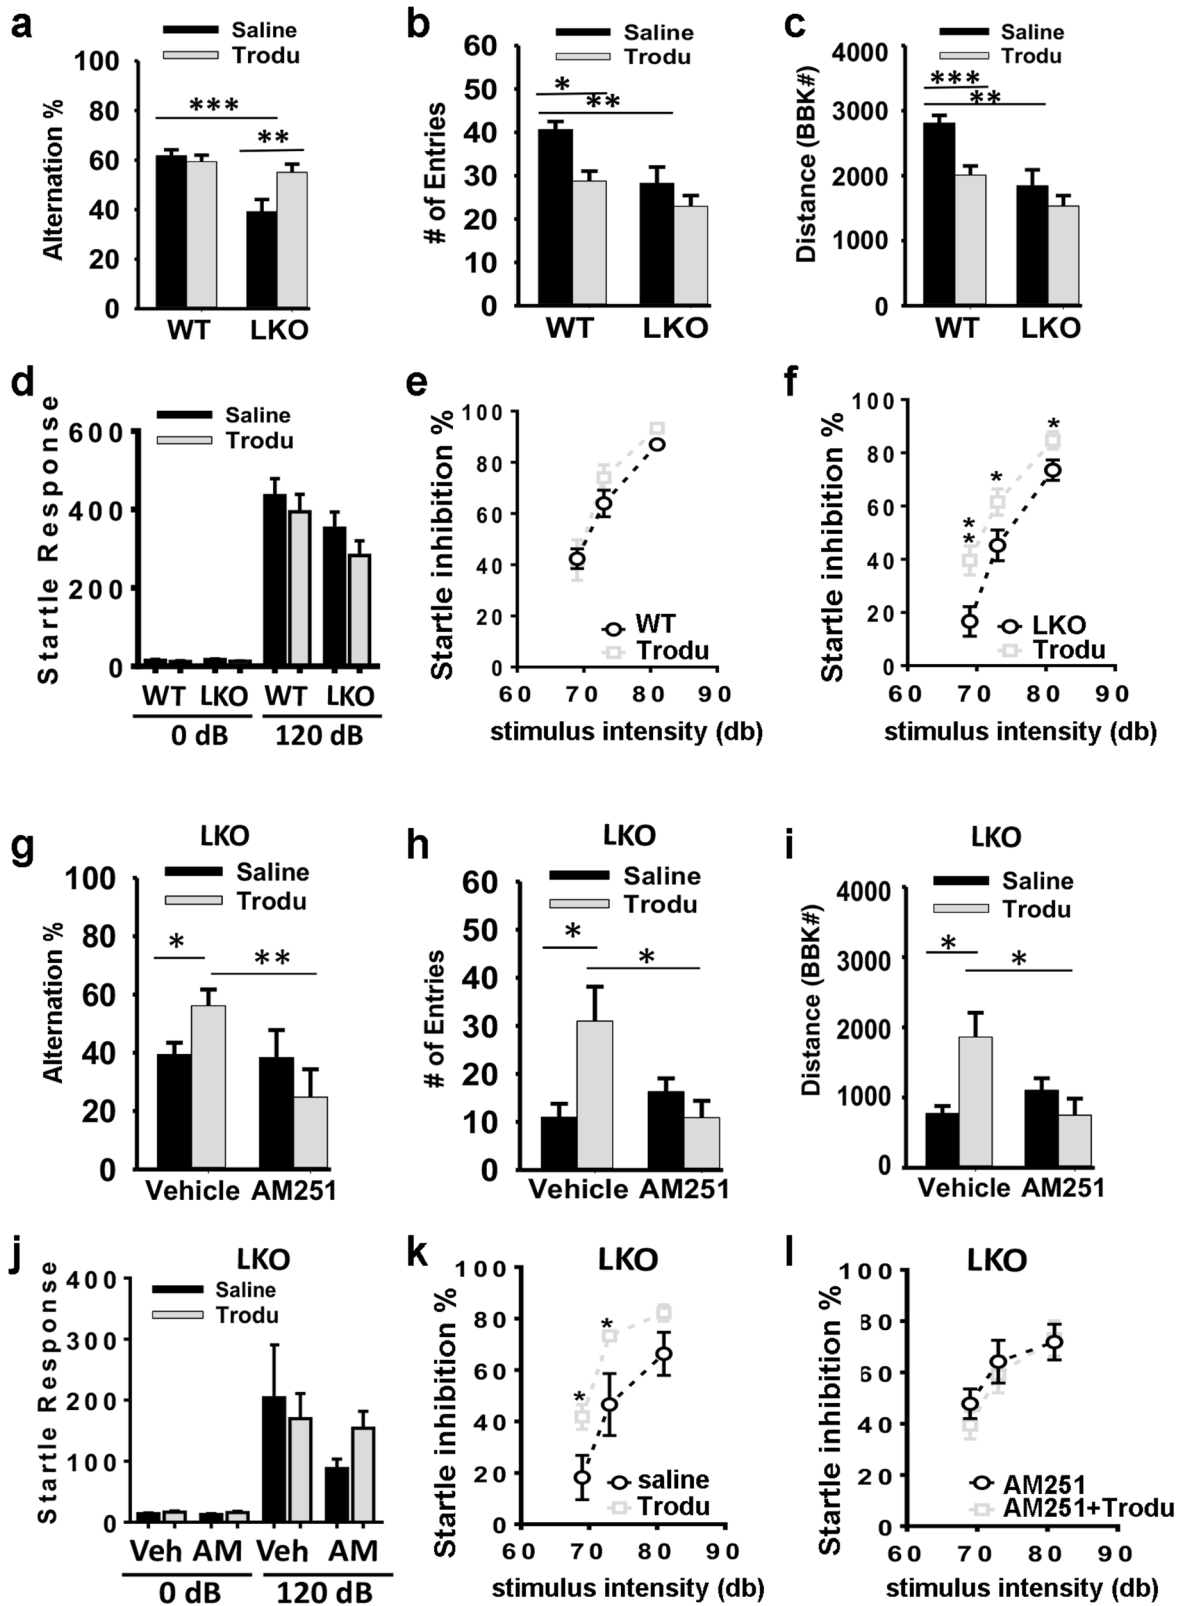 a
Saline
Trodu
Alternation %
100
80
60
40
20
0
***
**
WT LKO
b
Saline
Trodu
# of Entries
60
50
40
30
20
10
0
*
**
WT LKO
c
Saline
Trodu
Distance (BBK#)
4000
3000
2000
1000
0
***
**
WT LKO
d
Saline
Trodu
Startle Response
600
400
200
0
WT LKO WT LKO
0 dB 120 dB
e
Startle inhibition %
100
80
60
40
20
0
WT
Trodu
60 70 80 90
stimulus intensity (db)
f
Startle inhibition %
100
80
60
40
20
0
*
*
*
*
LKO
Trodu
60 70 80 90
stimulus intensity (db)
g
LKO
Saline
Trodu
Alternation %
100
80
60
40
20
0
*
**
Vehicle AM251
h
LKO
Saline
Trodu
# of Entries
60
50
40
30
20
10
0
*
*
Vehicle AM251
i
LKO
Saline
Trodu
Distance (BBK#)
4000
3000
2000
1000
0
*
*
Vehicle AM251
j
LKO
Saline
Trodu
Startle Response
400
300
200
100
0
Veh AM Veh AM
0 dB 120 dB
k
LKO
Startle inhibition %
100
80
60
40
20
0
*
*
saline
Trodu
60 70 80 90
stimulus intensity (db)
l
LKO
Startle inhibition %
100
80
60
40
20
0
AM251
AM251+Trodu
60 70 80 90
stimulus intensity (db)